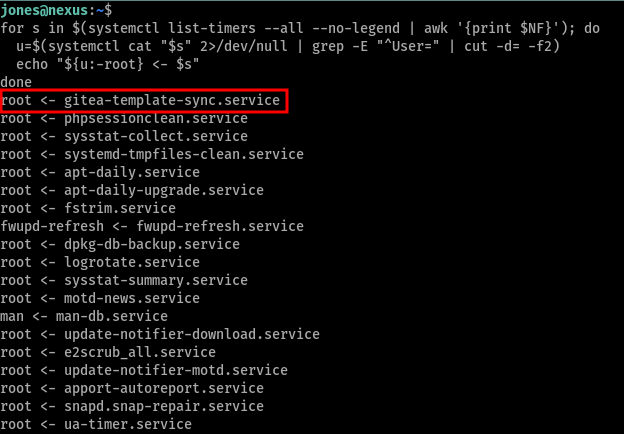 jones@nexus:~$
for s in $(systemctl list-timers --all --no-legend | awk '{print $NF}'); do
  u=$(systemctl cat "$s" 2>/dev/null | grep -E "^User=" | cut -d= -f2)
  echo "${u:-root} <- $s"
done
root <- gitea-template-sync.service
root <- phpsessionclean.service
root <- sysstat-collect.service
root <- systemd-tmpfiles-clean.service
root <- apt-daily.service
root <- apt-daily-upgrade.service
root <- fstrim.service
fwupd-refresh <- fwupd-refresh.service
root <- dpkg-db-backup.service
root <- logrotate.service
root <- sysstat-summary.service
root <- motd-news.service
man <- man-db.service
root <- update-notifier-download.service
root <- e2scrub_all.service
root <- update-notifier-motd.service
root <- apport-autoreport.service
root <- snapd.snap-repair.service
root <- ua-timer.service